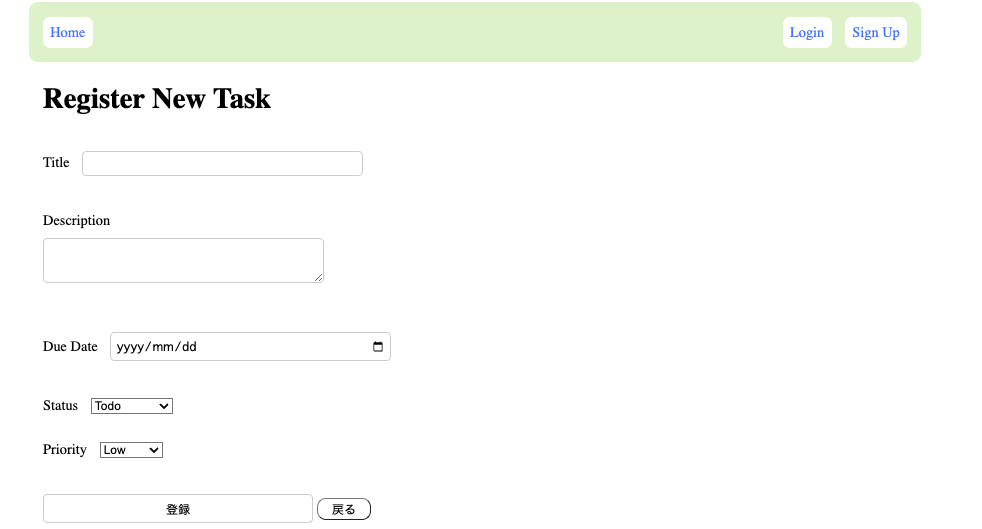 Home Login Sign Up
Register New Task
Title
Description
Due Date yyyy/mm/dd
Status Todo
Priority Low
登録 戻る